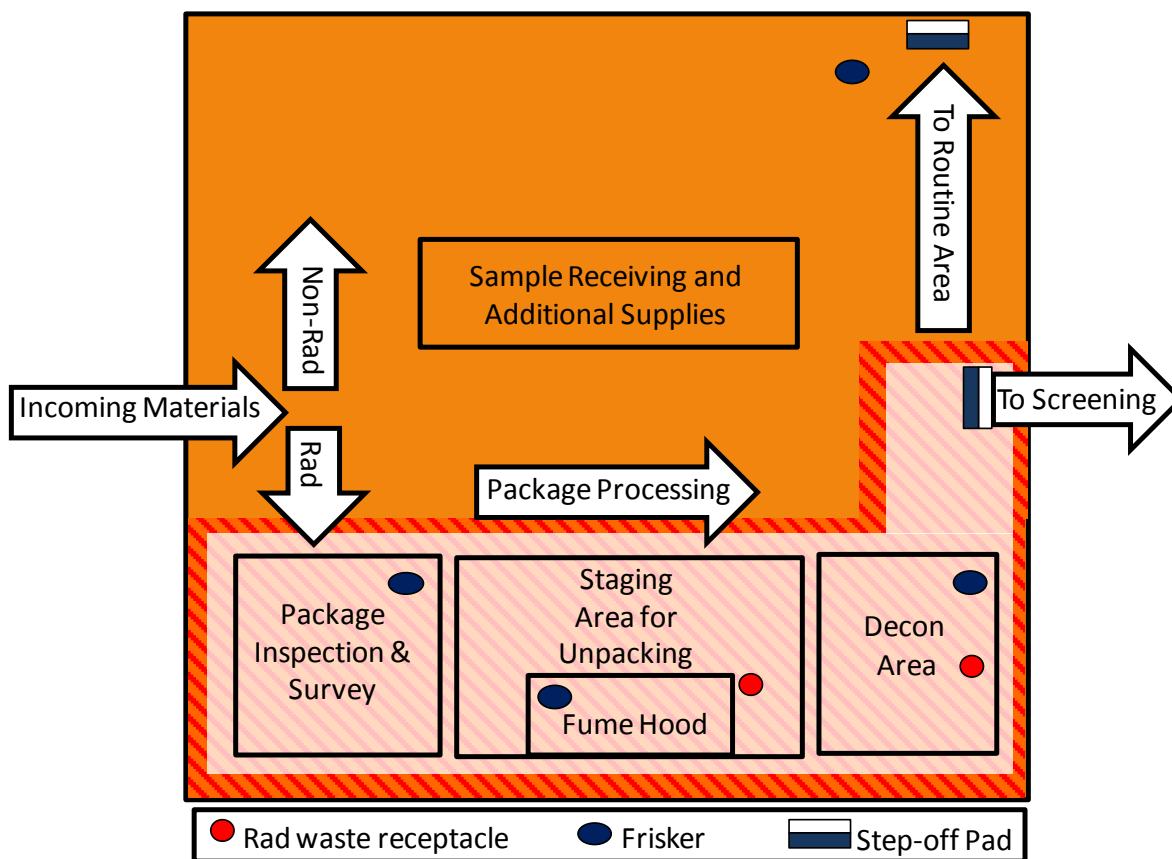 To Routine Area
Non-Rad
Sample Receiving and
Additional Supplies
Incoming Materials
To Screening
Rad
Package Processing
Package
Inspection &
Survey
Staging
Area for
Unpacking
Fume Hood
Decon
Area
Rad waste receptacle
Frisker
Step-off Pad